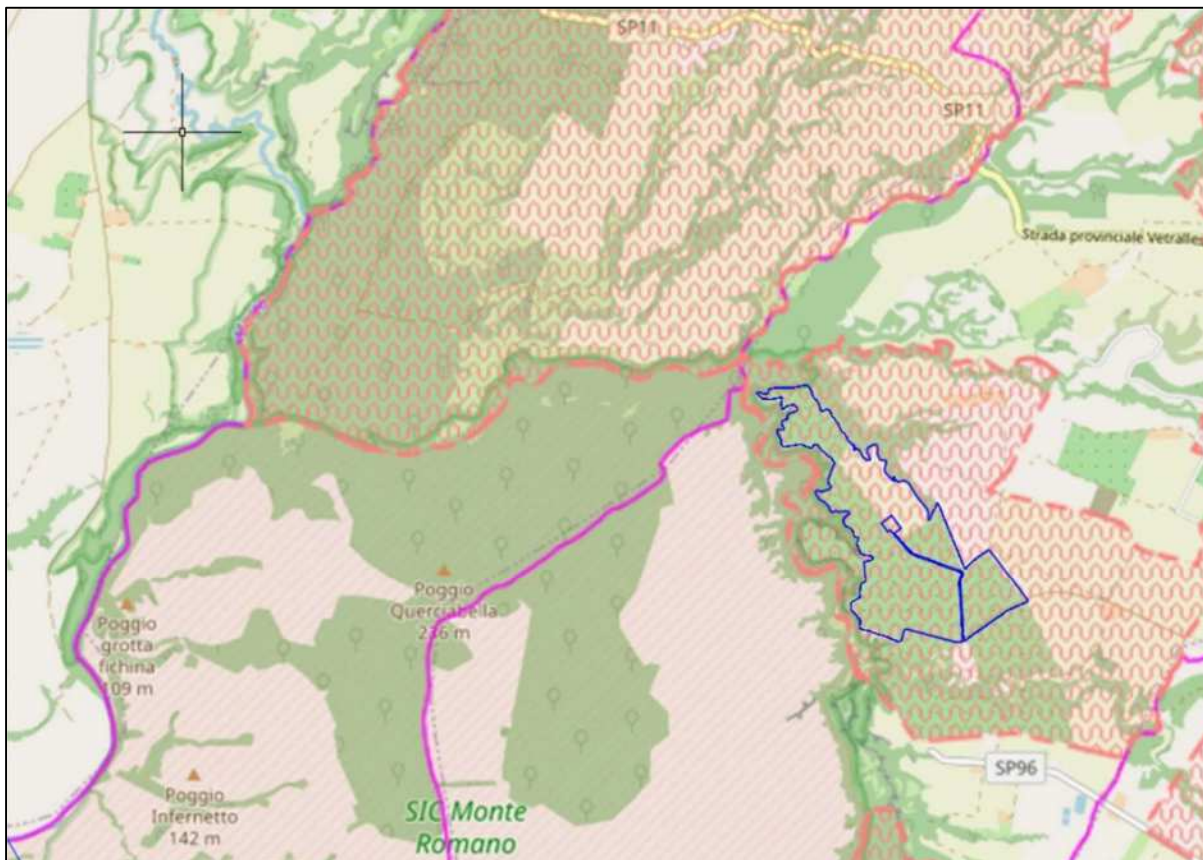 SP11
SP11
Strada provinciale Vetralles
Poggio
Querciabella
236 m
Poggio
grotta
fichina
109 m
SP96
Poggio
Infernetto
142 m
SIC Monte
Romano